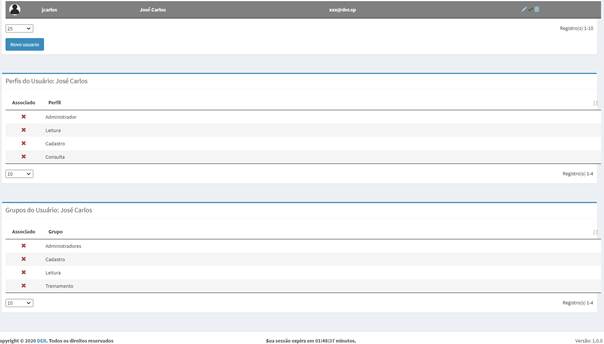 jcarlos José Carlos xxx@der.sp
25 Registro(s) 1-10
Novo usuario
Perfis do Usuário: José Carlos
Associado Perfil
Administrador
Leitura
Cadastro
Consulta
10 Registro(s) 1-4
Grupos do Usuário: José Carlos
Associado Grupo
Administradores
Cadastro
Leitura
Treinamento
10 Registro(s) 1-4
opyright © 2020 DER. Todos os direitos reservados Sua sessão expira em 01:48:37 minutos. Versão: 1.0.0